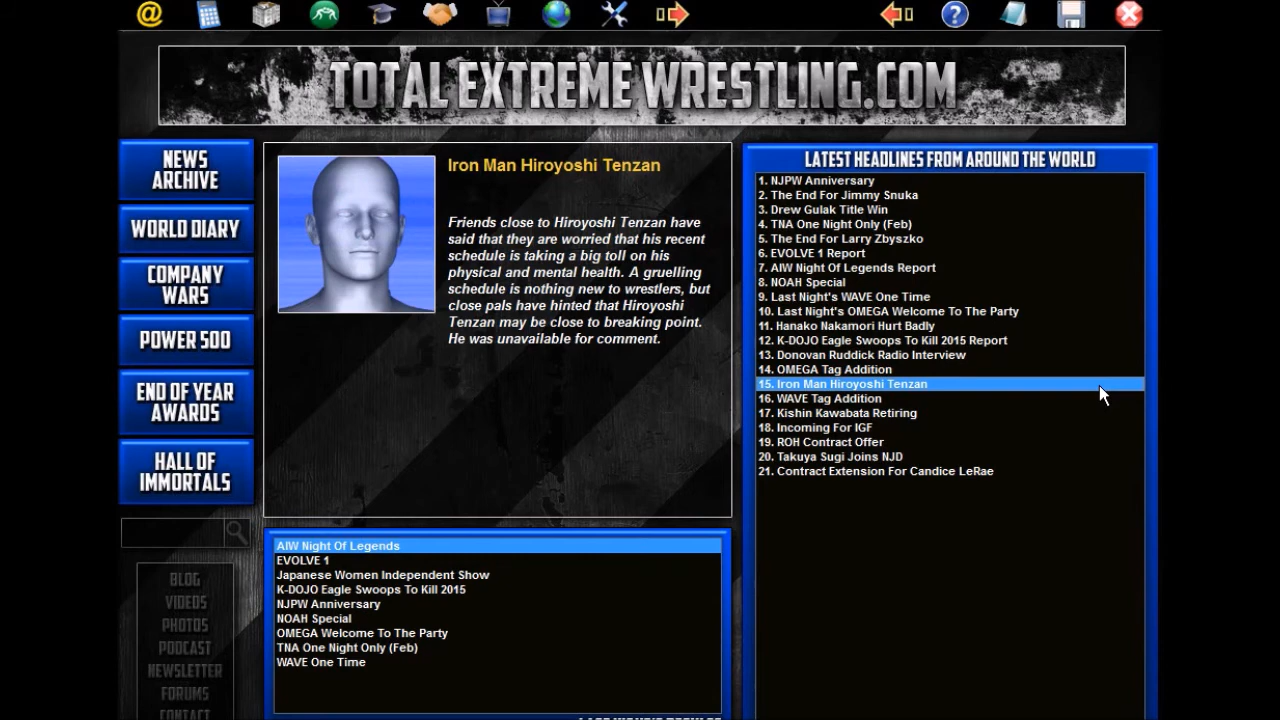 TOTAL EXTREME WRESTLING.COM
NEWS
ARCHIVE
WORLD DIARY
COMPANY
WARS
POWER 500
END OF YEAR
AWARDS
HALL OF
IMMORTALS
BLOG
VIDEOS
PHOTOS
PODCAST
NEWSLETTER
FORUMS
CONTACT
Iron Man Hiroyoshi Tenzan
Friends close to Hiroyoshi Tenzan have
said that they are worried that his recent
schedule is taking a big toll on his
physical and mental health. A gruelling
schedule is nothing new to wrestlers, but
close pals have hinted that Hiroyoshi
Tenzan may be close to breaking point.
He was unavailable for comment.
AIW Night Of Legends
EVOLVE 1
Japanese Women Independent Show
K-DOJO Eagle Swoops To Kill 2015
NJPW Anniversary
NOAH Special
OMEGA Welcome To The Party
TNA One Night Only (Feb)
WAVE One Time
LATEST HEADLINES FROM AROUND THE WORLD
1. NJPW Anniversary
2. The End For Jimmy Snuka
3. Drew Gulak Title Win
4. TNA One Night Only (Feb)
5. The End For Larry Zbyszko
6. EVOLVE 1 Report
7. AIW Night Of Legends Report
8. NOAH Special
9. Last Night's WAVE One Time
10. Last Night's OMEGA Welcome To The Party
11. Hanako Nakamori Hurt Badly
12. K-DOJO Eagle Swoops To Kill 2015 Report
13. Donovan Ruddick Radio Interview
14. OMEGA Tag Addition
15. Iron Man Hiroyoshi Tenzan
16. WAVE Tag Addition
17. Kishin Kawabata Retiring
18. Incoming For IGF
19. ROH Contract Offer
20. Takuya Sugi Joins NJD
21. Contract Extension For Candice LeRae